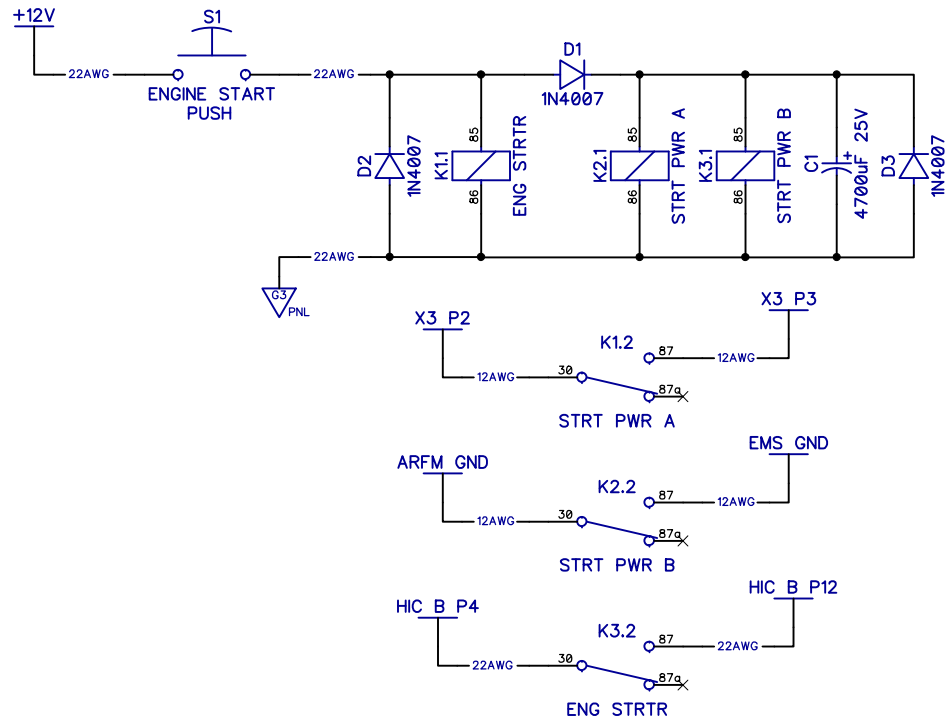 +12V
S1
22AWG
ENGINE START
PUSH
22AWG
D1
1N4007
D2
1N4007
85
K1.1
86
ENG STRTR
85
K2.1
86
STRT PWR A
85
K3.1
86
STRT PWR B
C1
+
4700uF 25V
D3
1N4007
22AWG
G3
PNL
X3 P2
X3 P3
K1.2
87
12AWG
30
12AWG
87a
STRT PWR A
ARFM GND
EMS GND
K2.2
87
12AWG
30
12AWG
87a
STRT PWR B
HIC B P4
HIC B P12
K3.2
87
22AWG
30
22AWG
87a
ENG STRTR